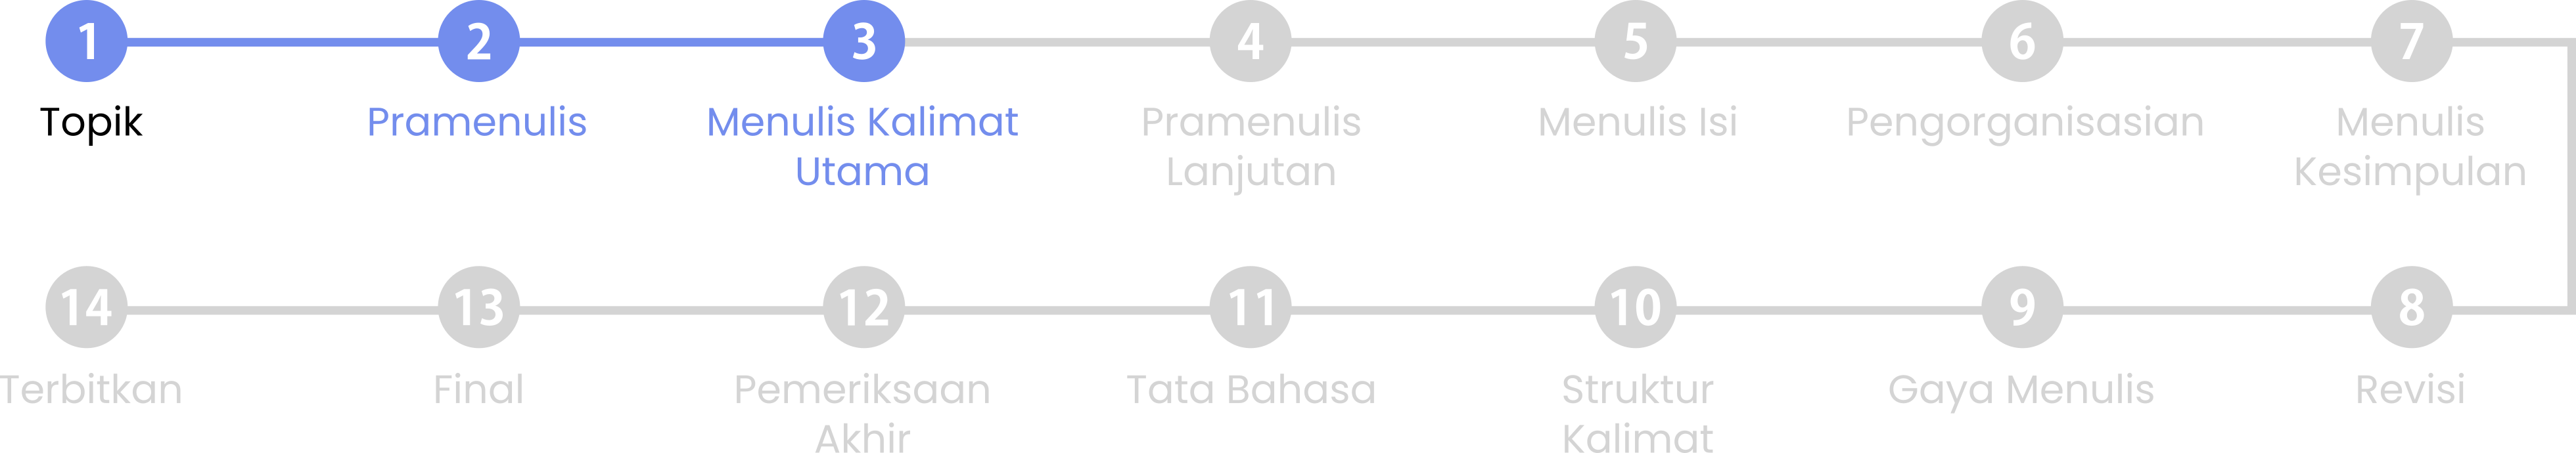 1 2 3 4 5 6 7
Topik Pramenulis Menulis Kalimat Pramenulis Menulis Isi Pengorganisasian Menulis
Utama Lanjutan Kesimpulan
14 13 12 11 10 9 8
Terbitkan Final Pemeriksaan Tata Bahasa Struktur Gaya Menulis Revisi
Akhir Kalimat